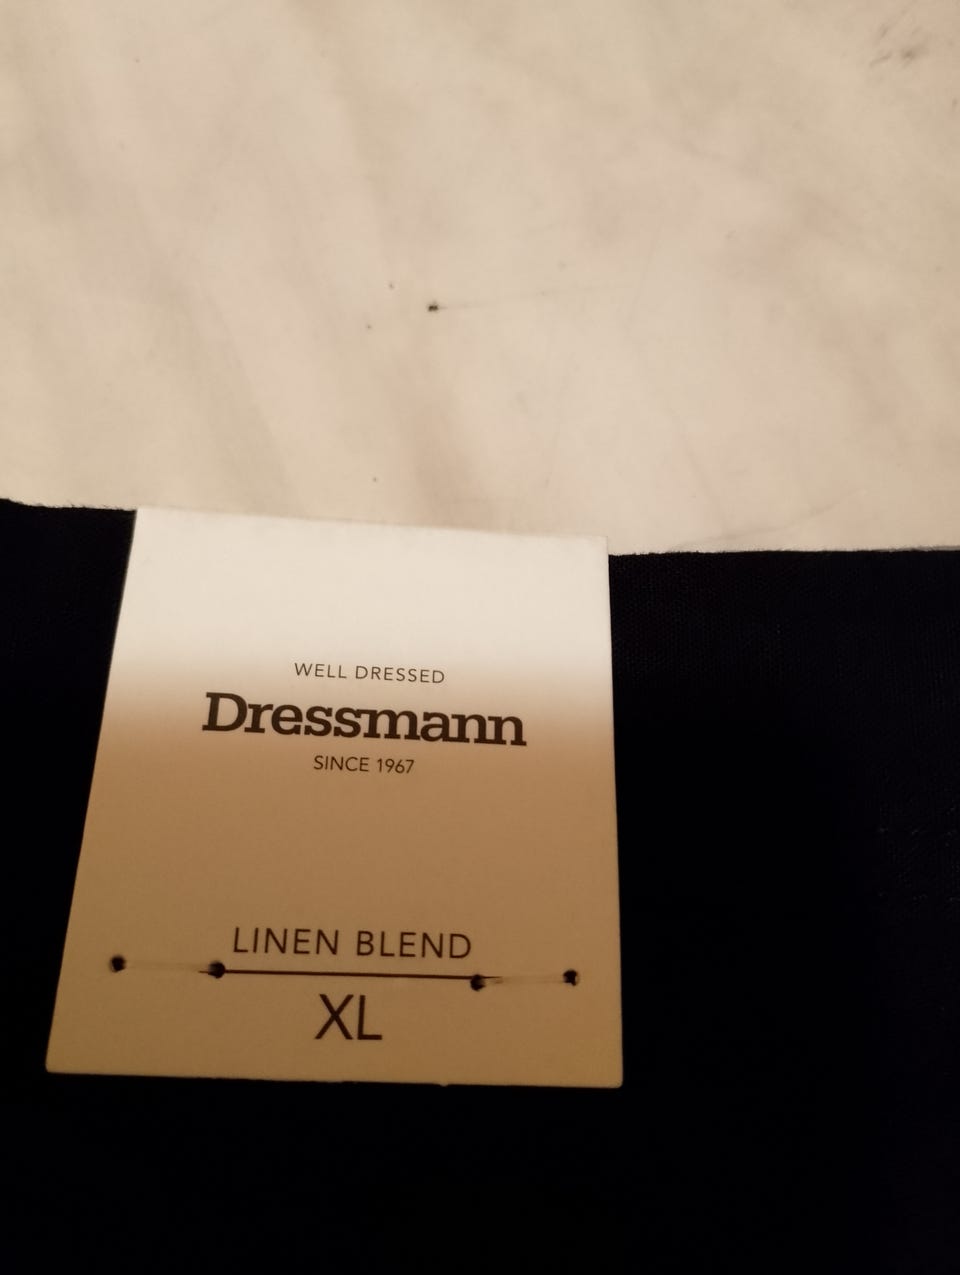 WELL DRESSED
Dressmann
SINCE 1967
LINEN BLEND
XL